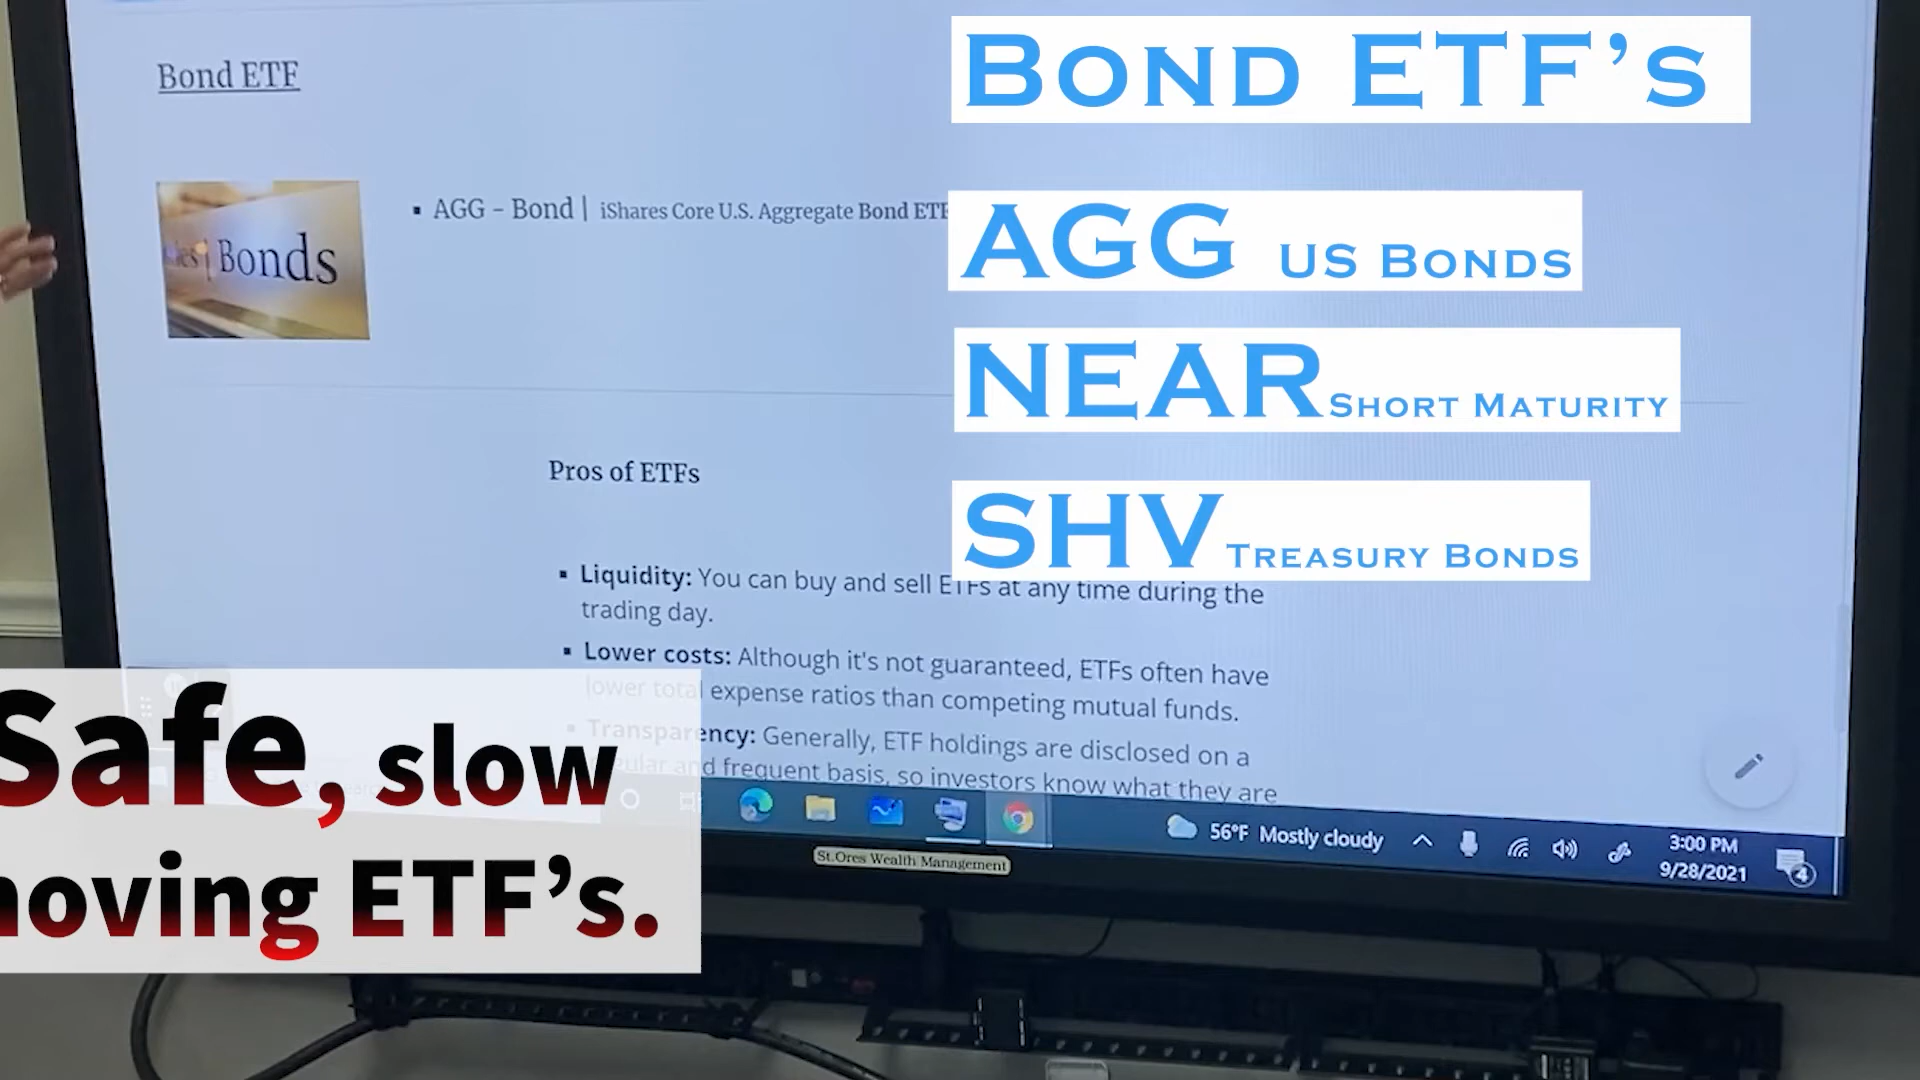 Bond ETF
BOND ETF'S
Bonds
▪ AGG - Bond | iShares Core U.S. Aggregate Bond ETF
AGG US BONDS
NEAR SHORT MATURITY
SHV TREASURY BONDS
Pros of ETFs
▪ Liquidity: You can buy and sell ETFs at any time during the
trading day.
▪ Lower costs: Although it's not guaranteed, ETFs often have
lower total expense ratios than competing mutual funds.
▪ Transparency: Generally, ETF holdings are disclosed on a
and frequent basis, so investors know what they are
Safe, slow
moving ETF's.
56°F Mostly cloudy
3:00 PM
9/28/2021
4
St.Ores Wealth Management